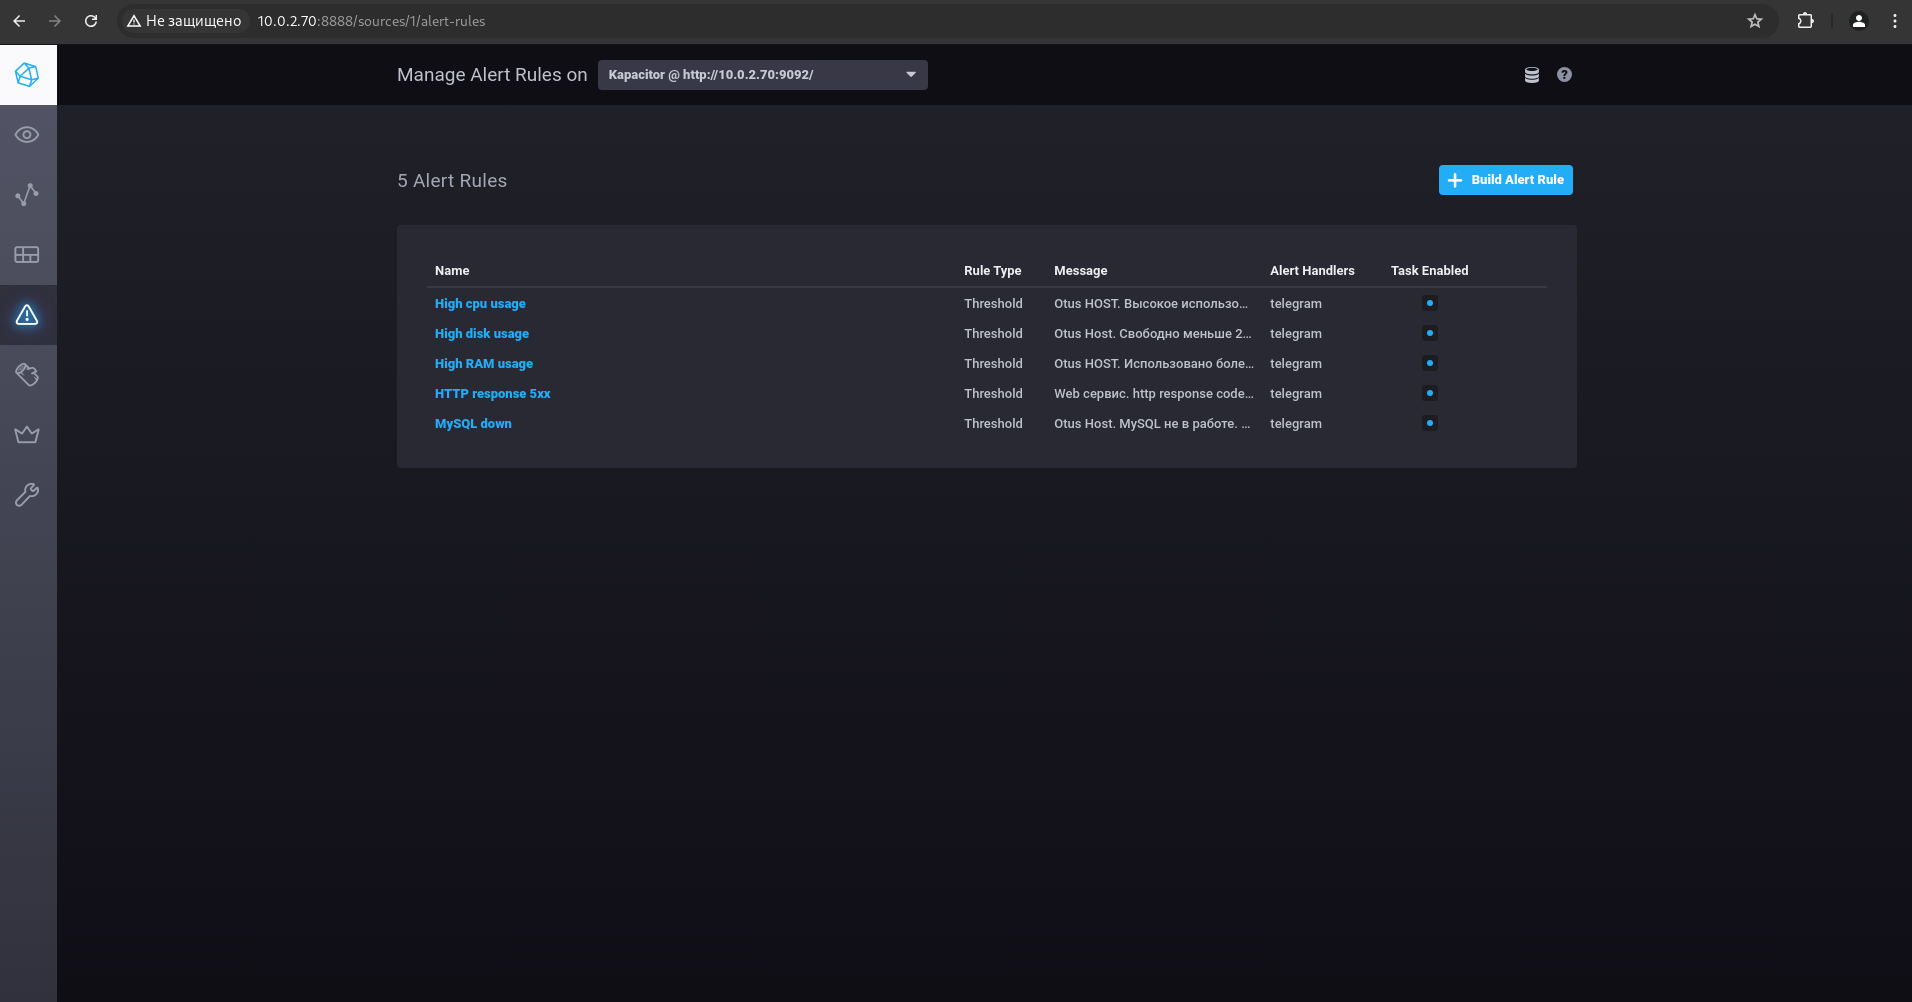 Не защищено 10.0.2.70:8888/sources/1/alert-rules
Manage Alert Rules on Kapacitor @ http://10.0.2.70:9092/
5 Alert Rules
Build Alert Rule
Name Rule Type Message Alert Handlers Task Enabled
High cpu usage Threshold Otus HOST. Высокое использо... telegram
High disk usage Threshold Otus Host. Свободно меньше 2... telegram
High RAM usage Threshold Otus HOST. Использовано боле... telegram
HTTP response 5xx Threshold Web сервис. http response code... telegram
MySQL down Threshold Otus Host. MySQL не в работе. ... telegram